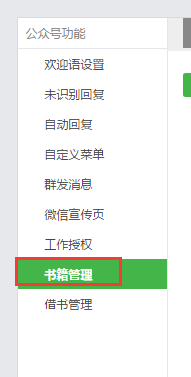 公众号功能
欢迎语设置
未识别回复
自动回复
自定义菜单
群发消息
微信宣传页
工作授权
书籍管理
借书管理